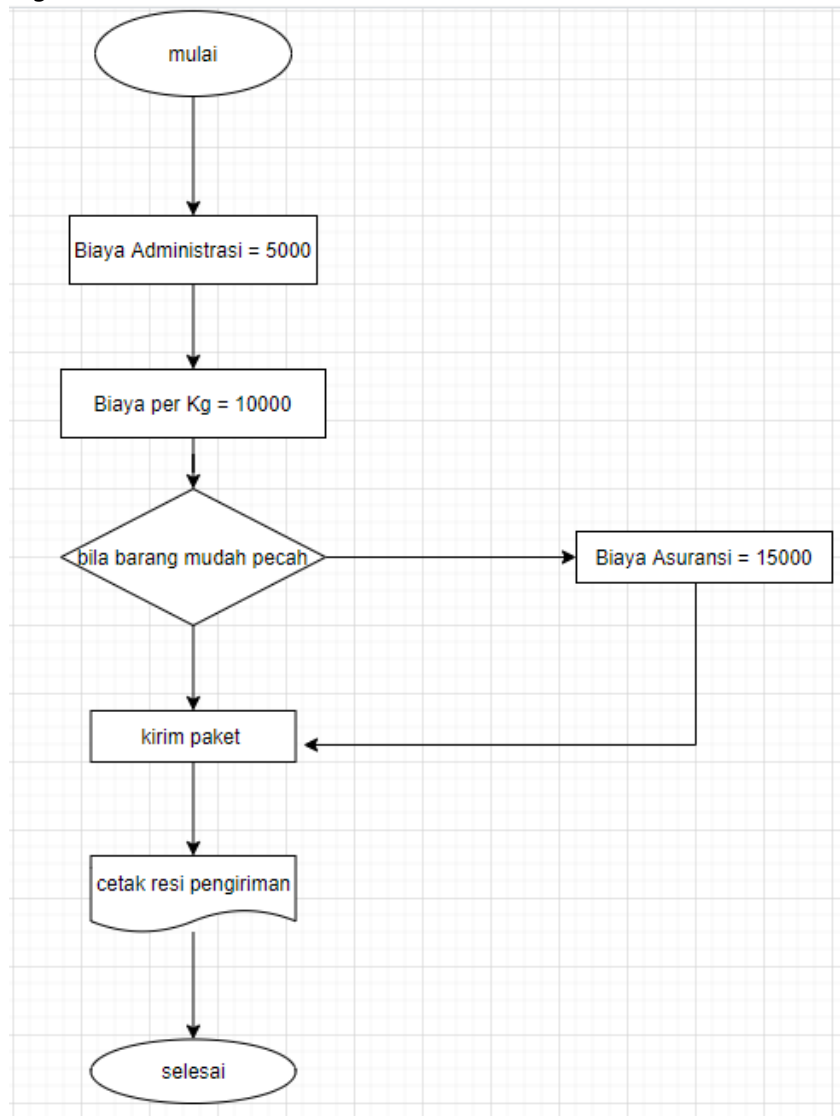 mulai
Biaya Administrasi = 5000
Biaya per Kg = 10000
bila barang mudah pecah
Biaya Asuransi = 15000
kirim paket
cetak resi pengiriman
selesai